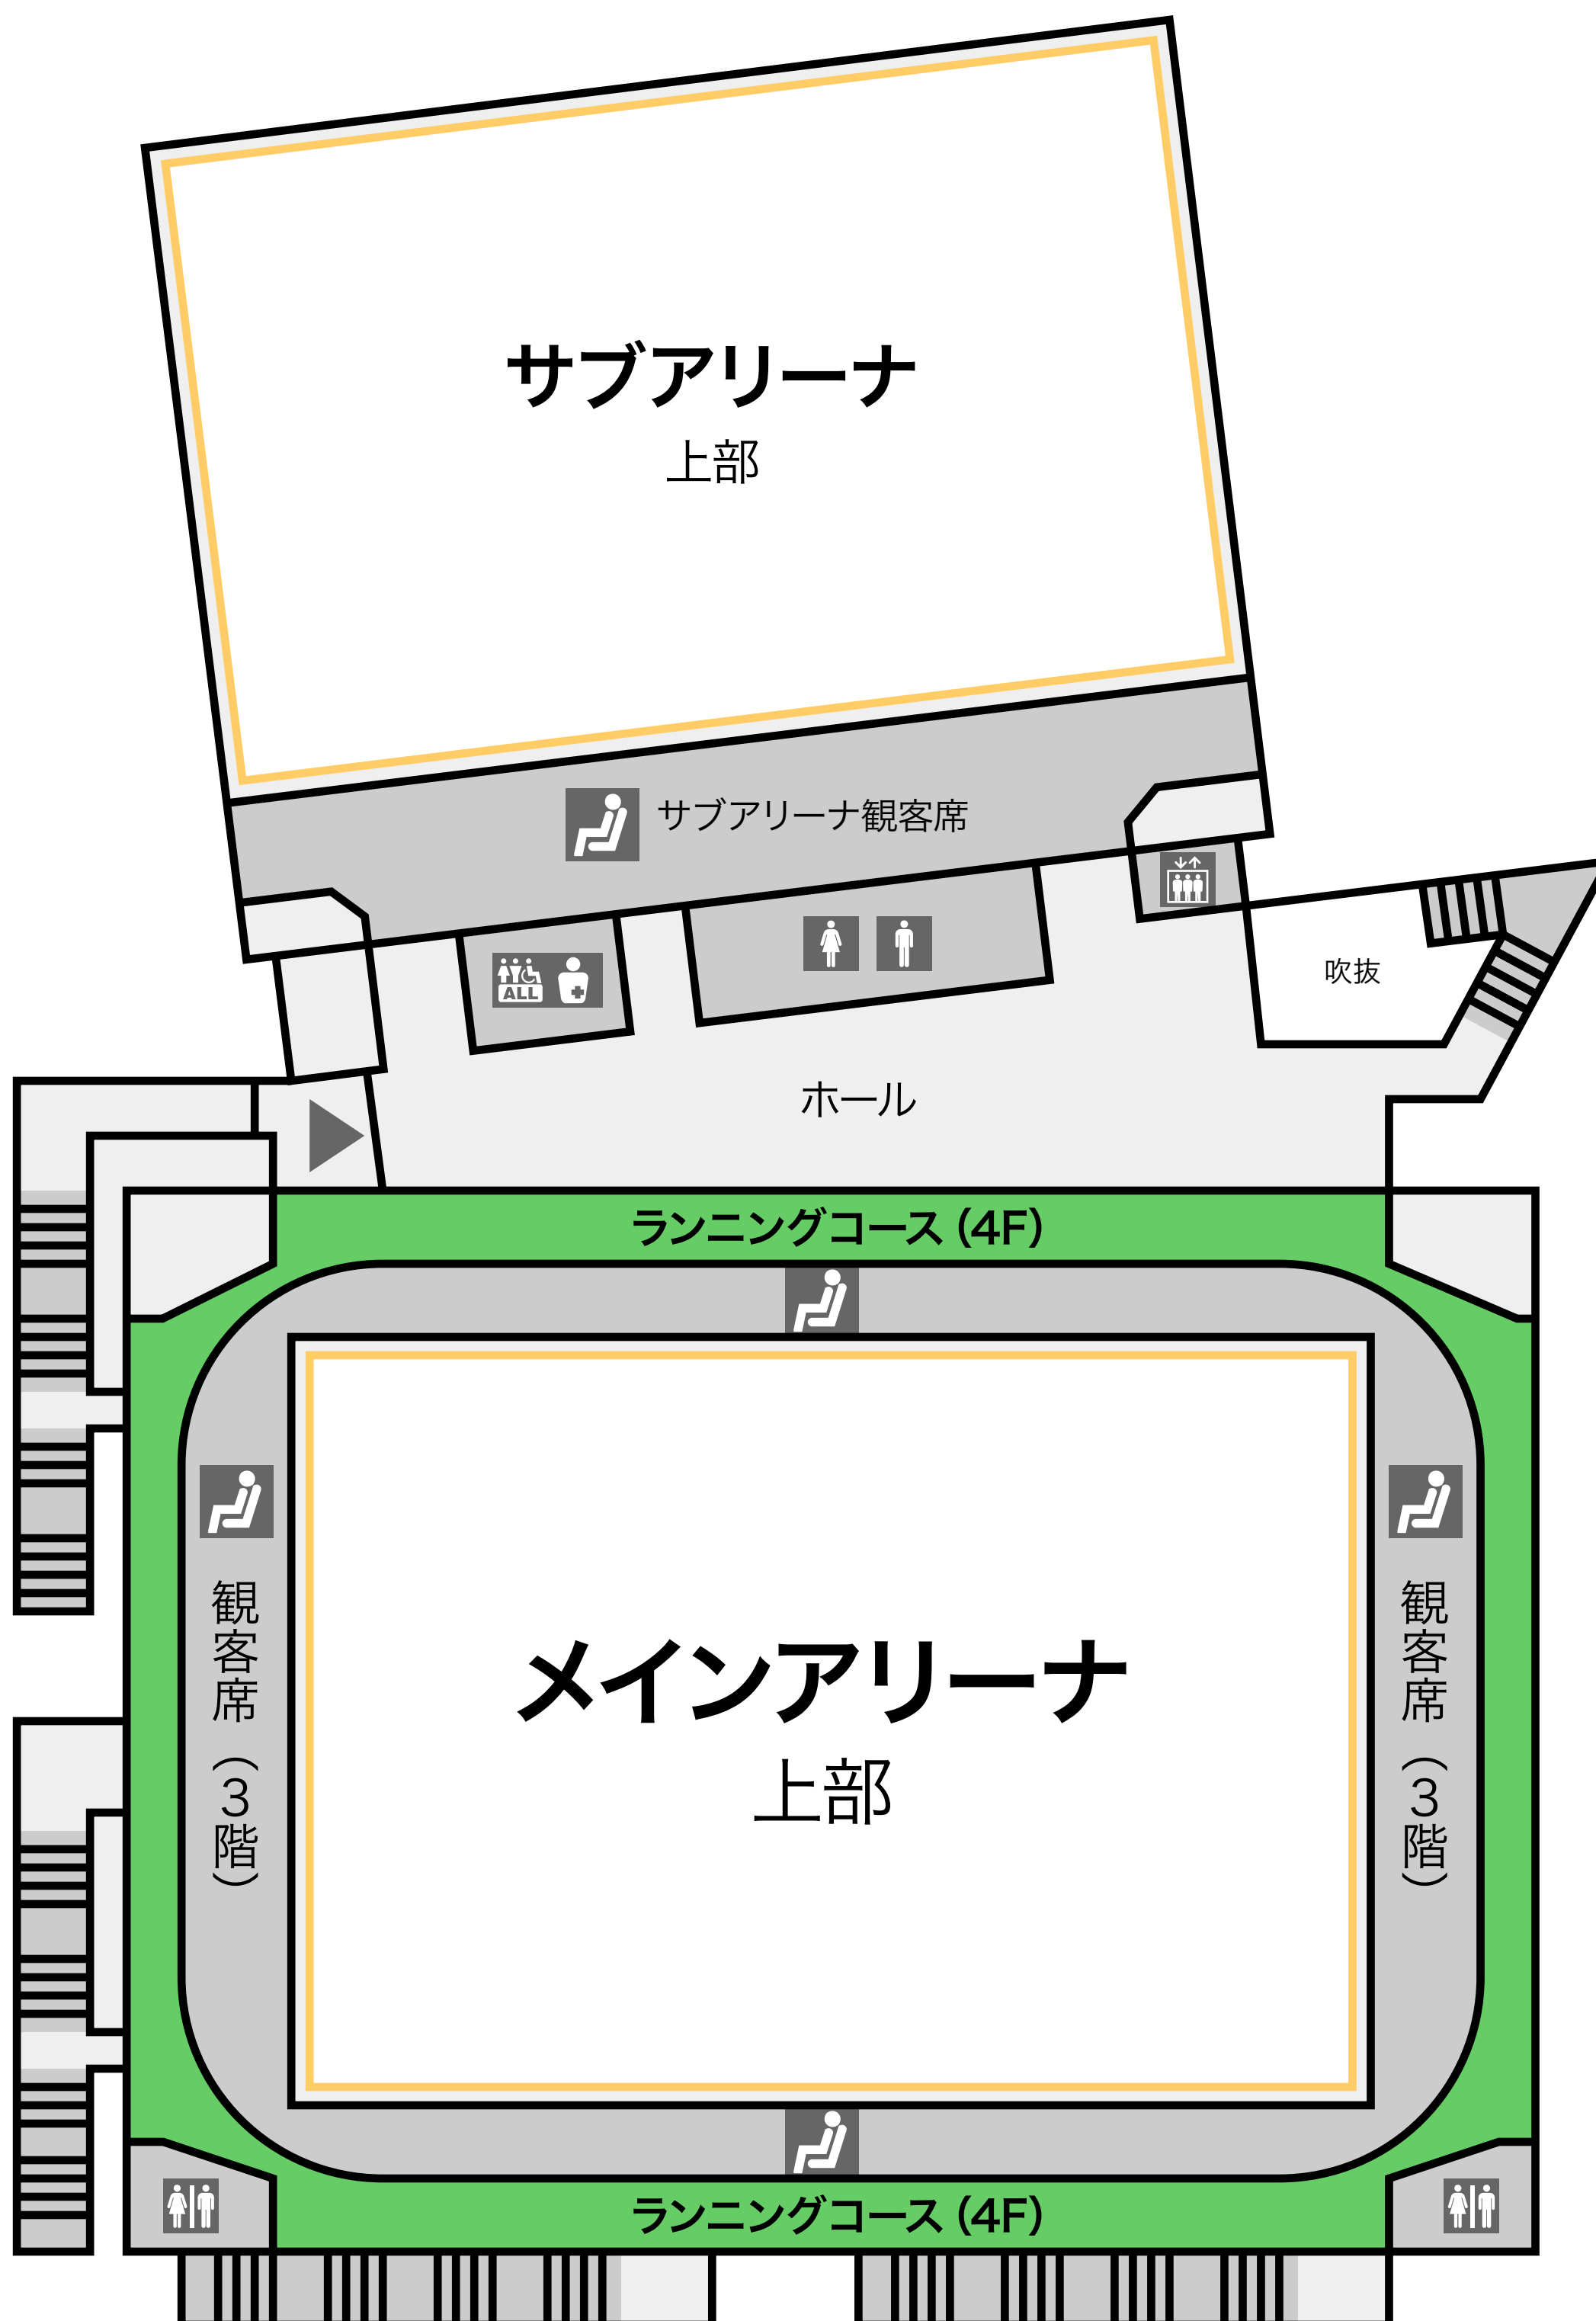 サブアリーナ
上部
サブアリーナ観客席
ALL
吹抜
ホール
ランニングコース (4F)
観客席（3階）
メインアリーナ
上部
観客席（3階）
ランニングコース (4F)